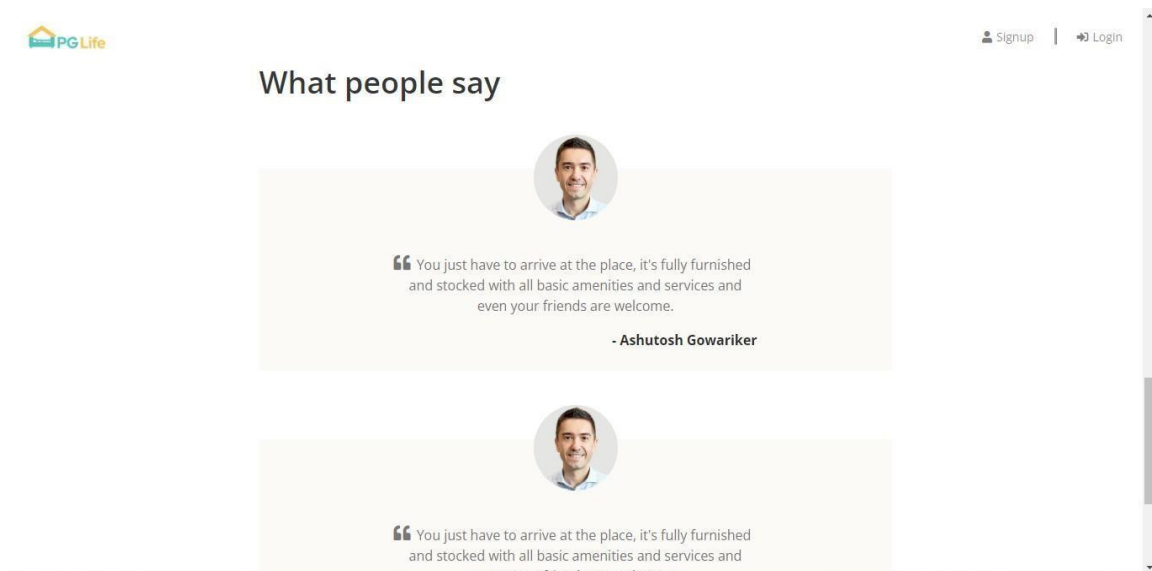 PG Life
Signup | Login
What people say
❝ You just have to arrive at the place, it's fully furnished
and stocked with all basic amenities and services and
even your friends are welcome.
- Ashutosh Gowariker
❝ You just have to arrive at the place, it's fully furnished
and stocked with all basic amenities and services and